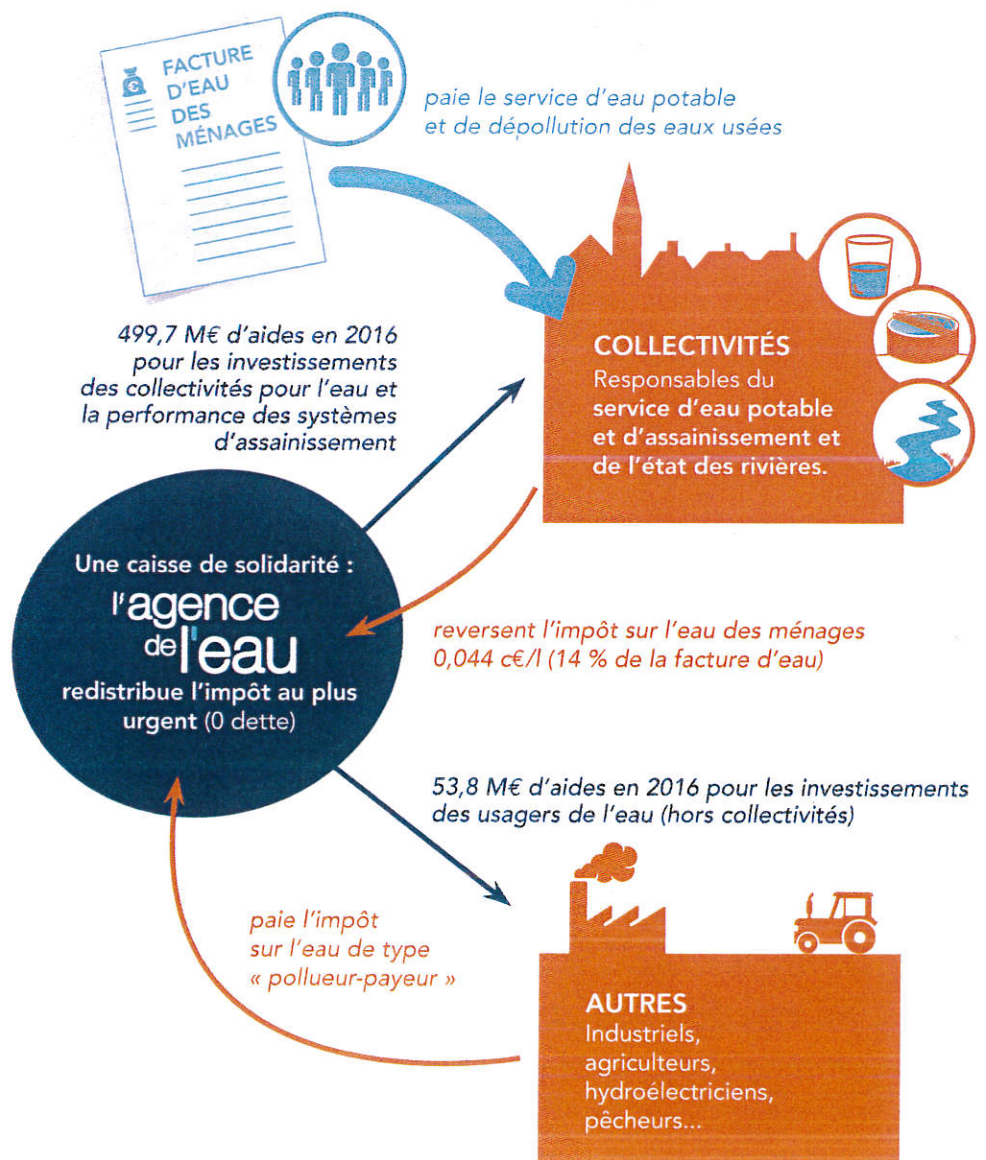 FACTURE
D'EAU
DES
MÉNAGES
paie le service d'eau potable
et de dépollution des eaux usées
499,7 M€ d'aides en 2016
pour les investissements
des collectivités pour l'eau et
la performance des systèmes
d'assainissement
COLLECTIVITÉS
Responsables du
service d'eau potable
et d'assainissement et
de l'état des rivières.
Une caisse de solidarité :
l'agence
de l'eau
redistribue l'impôt au plus
urgent (0 dette)
reversent l'impôt sur l'eau des ménages
0,044 c€/l (14 % de la facture d'eau)
53,8 M€ d'aides en 2016 pour les investissements
des usagers de l'eau (hors collectivités)
paie l'impôt
sur l'eau de type
« pollueur-payeur »
AUTRES
Industriels,
agriculteurs,
hydroélectriciens,
pêcheurs...